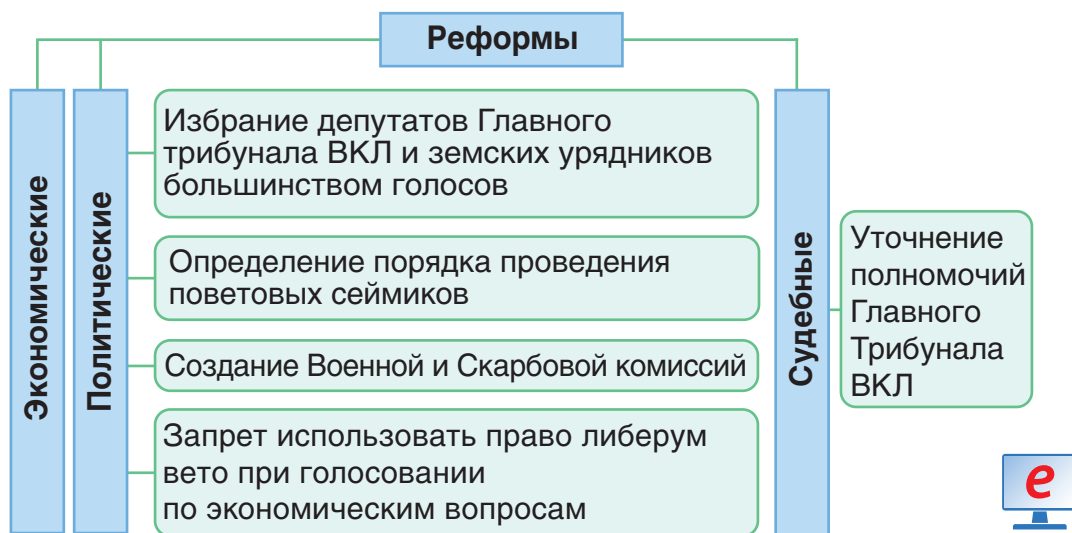 Реформы
Экономические
Политические
Избрание депутатов Главного
трибунала ВКЛ и земских урядников
большинством голосов
Определение порядка проведения
поветовых сеймиков
Создание Военной и Скарбовой комиссий
Запрет использовать право либерум
вето при голосовании
по экономическим вопросам
Судебные
Уточнение
полномочий
Главного
Трибунала
ВКЛ
e